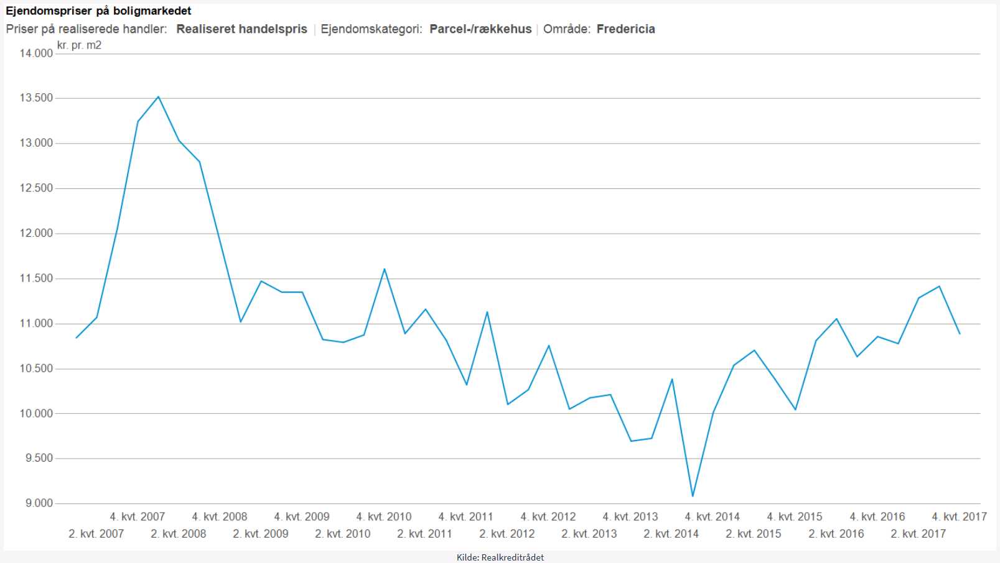 Ejendomspriser på boligmarkedet
Priser på realiserede handler: Realiseret handelspris | Ejendomskategori: Parcel-/rækkehus | Område: Fredericia
kr. pr. m2
14.000
13.500
13.000
12.500
12.000
11.500
11.000
10.500
10.000
9.500
9.000
4. kvt. 2007 4. kvt. 2008 4. kvt. 2009 4. kvt. 2010 4. kvt. 2011 4. kvt. 2012 4. kvt. 2013 4. kvt. 2014 4. kvt. 2015 4. kvt. 2016 4. kvt. 2017
2. kvt. 2007 2. kvt. 2008 2. kvt. 2009 2. kvt. 2010 2. kvt. 2011 2. kvt. 2012 2. kvt. 2013 2. kvt. 2014 2. kvt. 2015 2. kvt. 2016 2. kvt. 2017
Kilde: Realkreditrådet